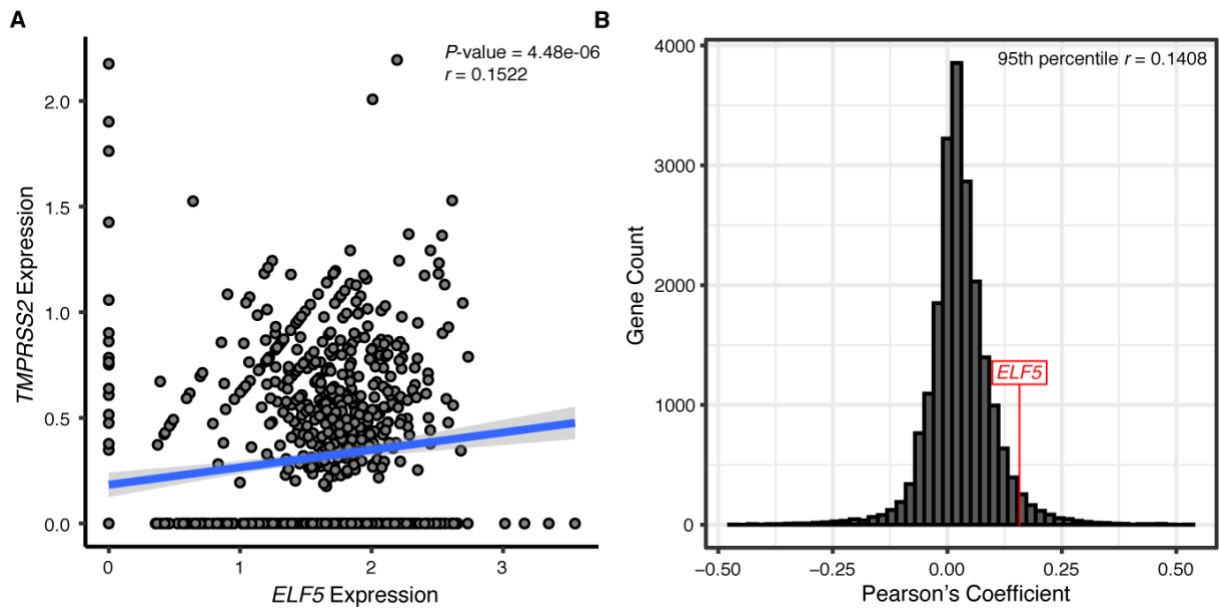 A
P-value = 4.48e-06
r = 0.1522
TMPRSS2 Expression
2.0
1.5
1.0
0.5
0.0
0 1 2 3
ELF5 Expression
B
95th percentile r = 0.1408
Gene Count
4000
3000
2000
1000
0
ELF5
−0.50 −0.25 0.00 0.25 0.50
Pearson's Coefficient